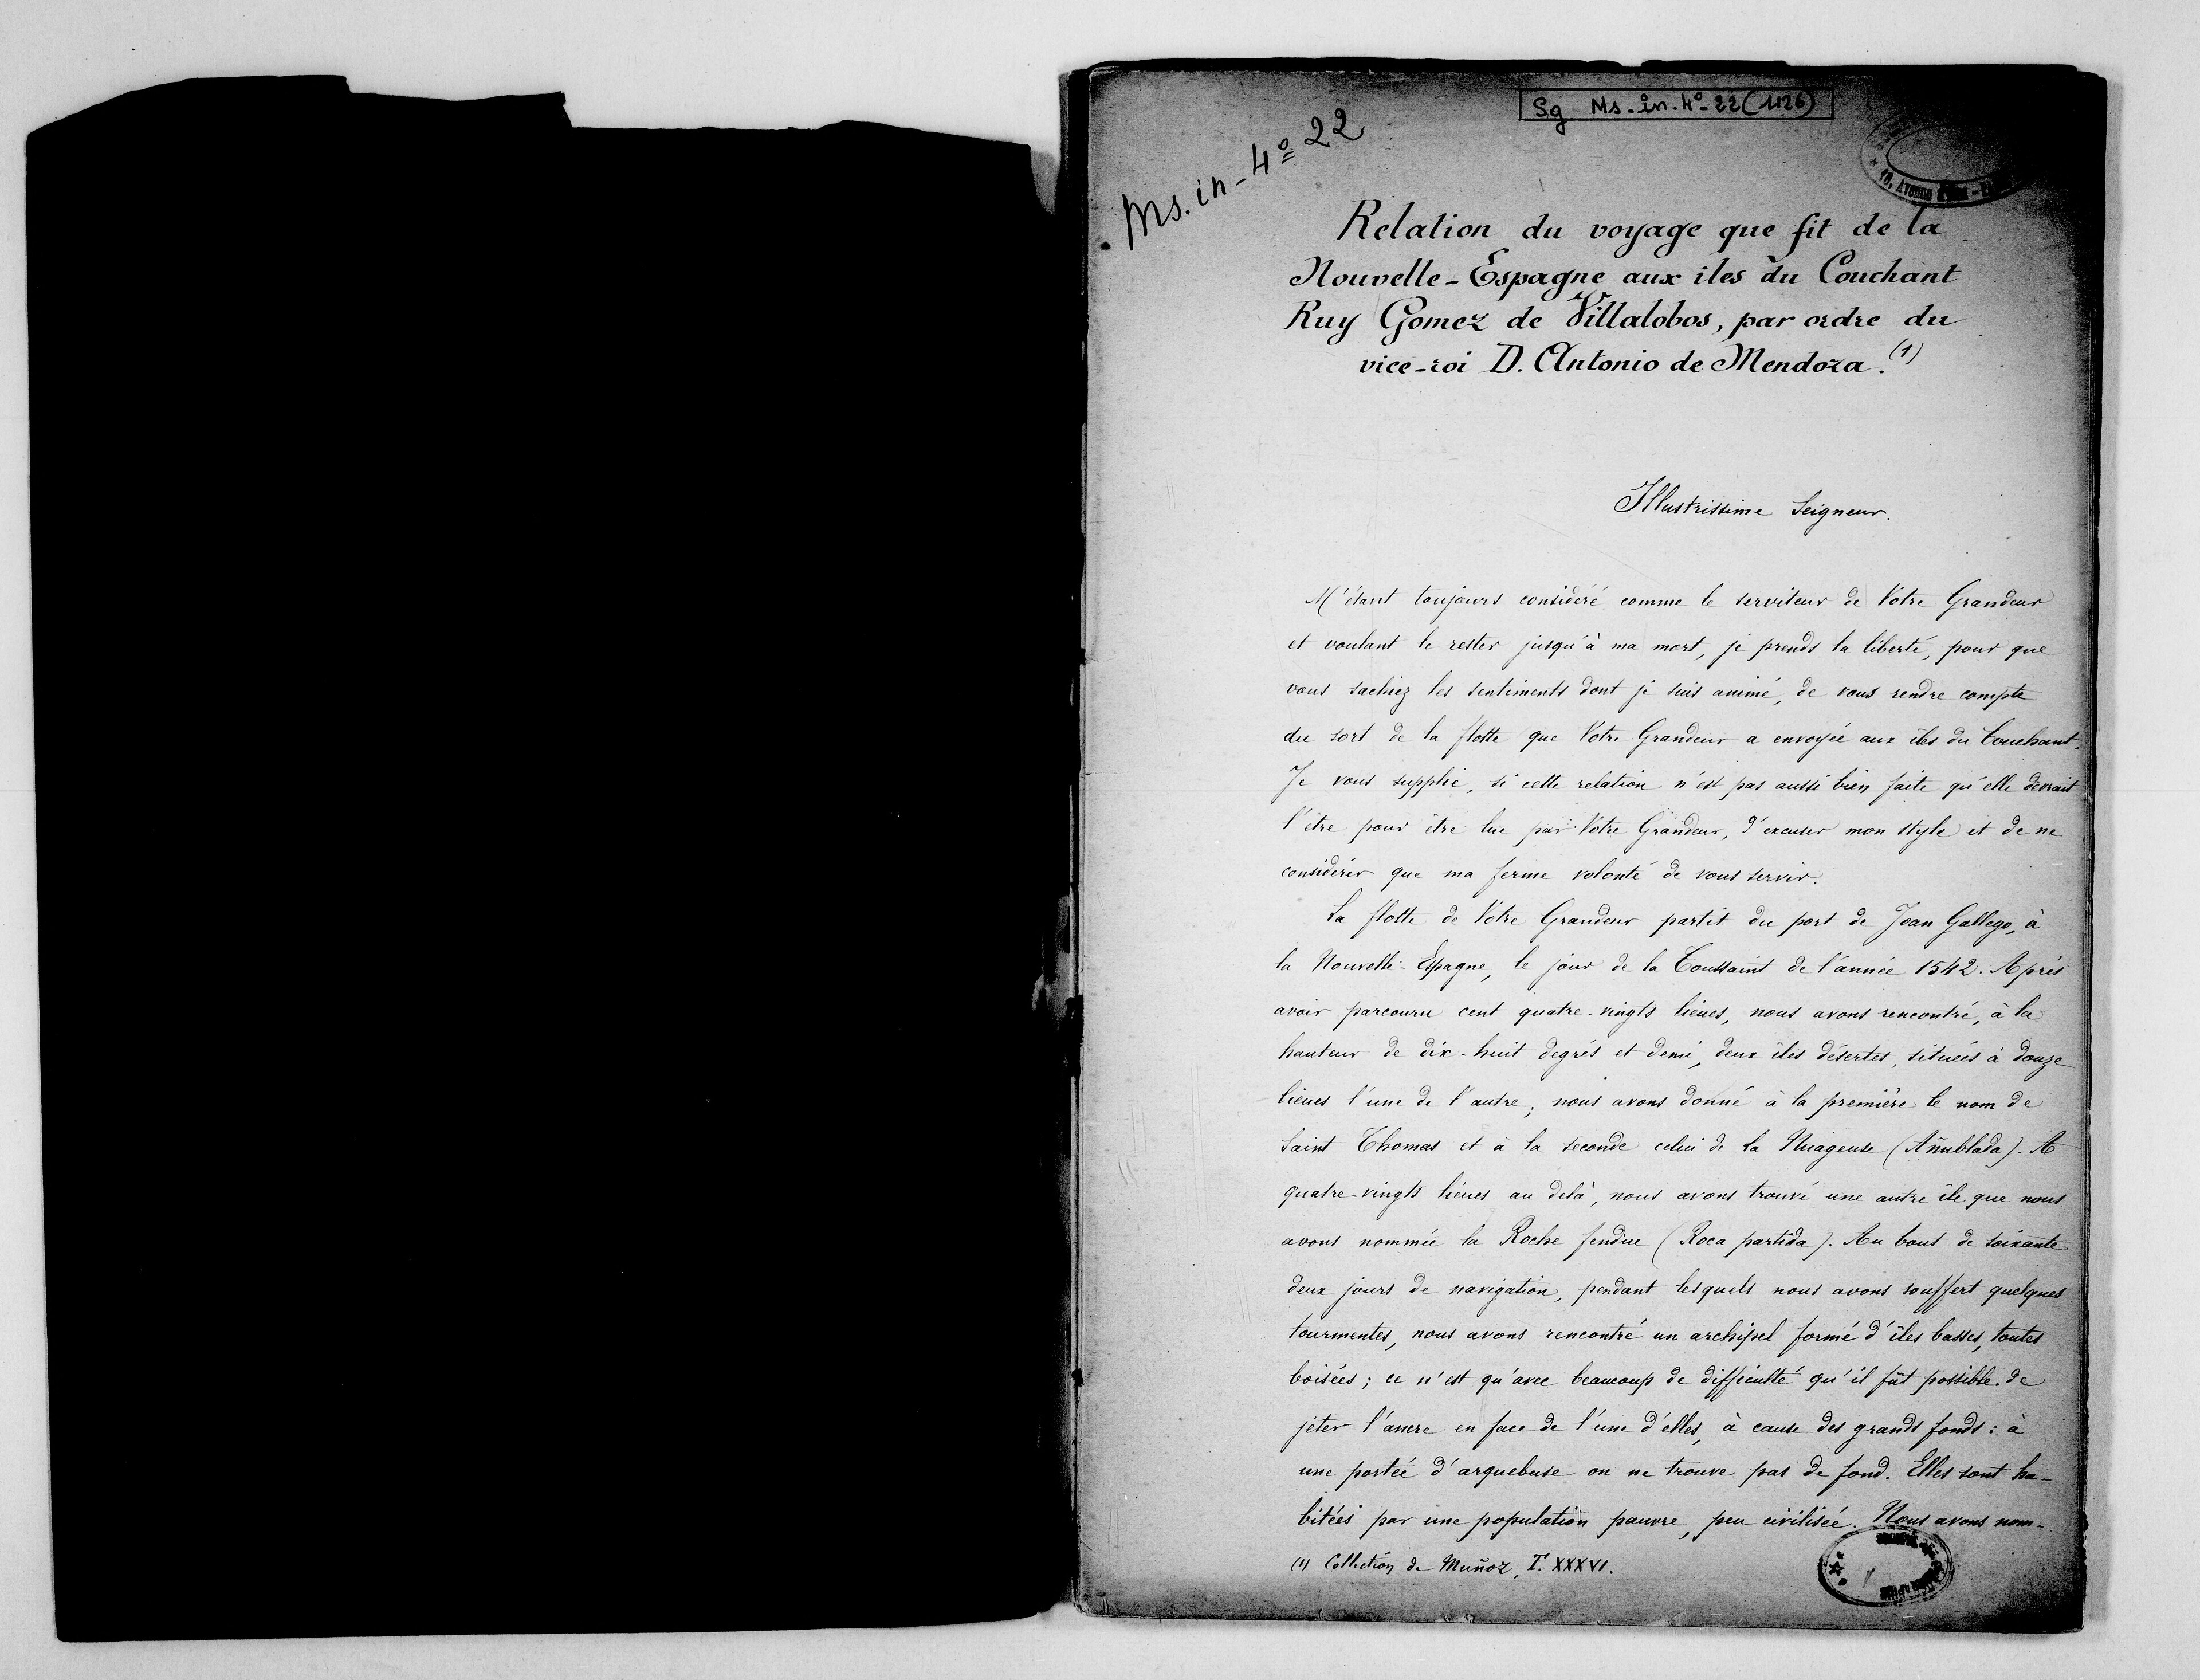 Sg Ms-in-4º-22 (1126)
Ms. in-4º 22
Relation du voyage que fit de la
Nouvelle-Espagne aux iles du Couchant
Ruy Gomez de Villalobos, par ordre du
vice-roi D. Antonio de Mendoza. (1)
Illustrissime Seigneur.
M'étant toujours considéré comme le serviteur de Votre Grandeur
et voulant le rester jusqu'à ma mort, je prends la liberté, pour que
vous sachiez les sentiments dont je suis animé, de vous rendre compte
du sort de la flotte que Votre Grandeur a envoyée aux îles du Couchant.
Je vous supplie, si cette relation n'est pas aussi bien faite qu'elle devrait
l'être pour être lue par Votre Grandeur, d'excuser mon style et de ne
considérer que ma ferme volonté de vous servir.
La flotte de Votre Grandeur partit du port de Joan Gallego, à
la Nouvelle-Espagne, le jour de la Toussaint de l'année 1542. Après
avoir parcouru cent quatre-vingts lieues, nous avons rencontré, à la
hauteur de dix-huit degrés et demi, deux îles désertes, situées à douze
lieues l'une de l'autre; nous avons donné à la première le nom de
Saint Thomas et à la seconde celui de La Nuageuse (Añublada). A
quatre-vingts lieues au delà, nous avons trouvé une autre île que nous
avons nommée la Roche fendue (Roca partida). Au bout de soixante-
deux jours de navigation, pendant lesquels nous avons souffert quelques
tourmentes, nous avons rencontré un archipel formé d'îles basses, toutes
boisées; ce n'est qu'avec beaucoup de difficulté qu'il fût possible de
jeter l'ancre en face de l'une d'elles, à cause des grands fonds: à
une portée d'arquebuse on ne trouve pas de fond. Elles sont ha-
bitées par une population pauvre, peu civilisée. Nous avons nom-
(1) Collection de Muñoz, T. XXXVI.